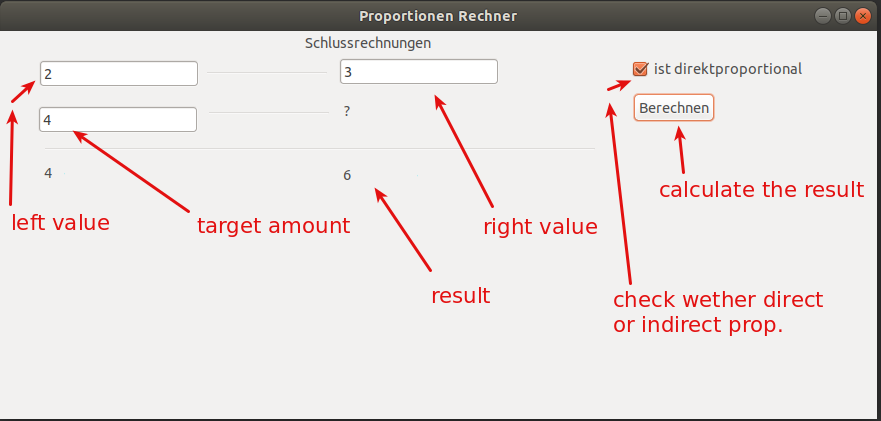 Proportionen Rechner
Schlussrechnungen
2
3
ist direktproportional
4
?
Berechnen
4
6
calculate the result
left value
target amount
right value
result
check wether direct
or indirect prop.